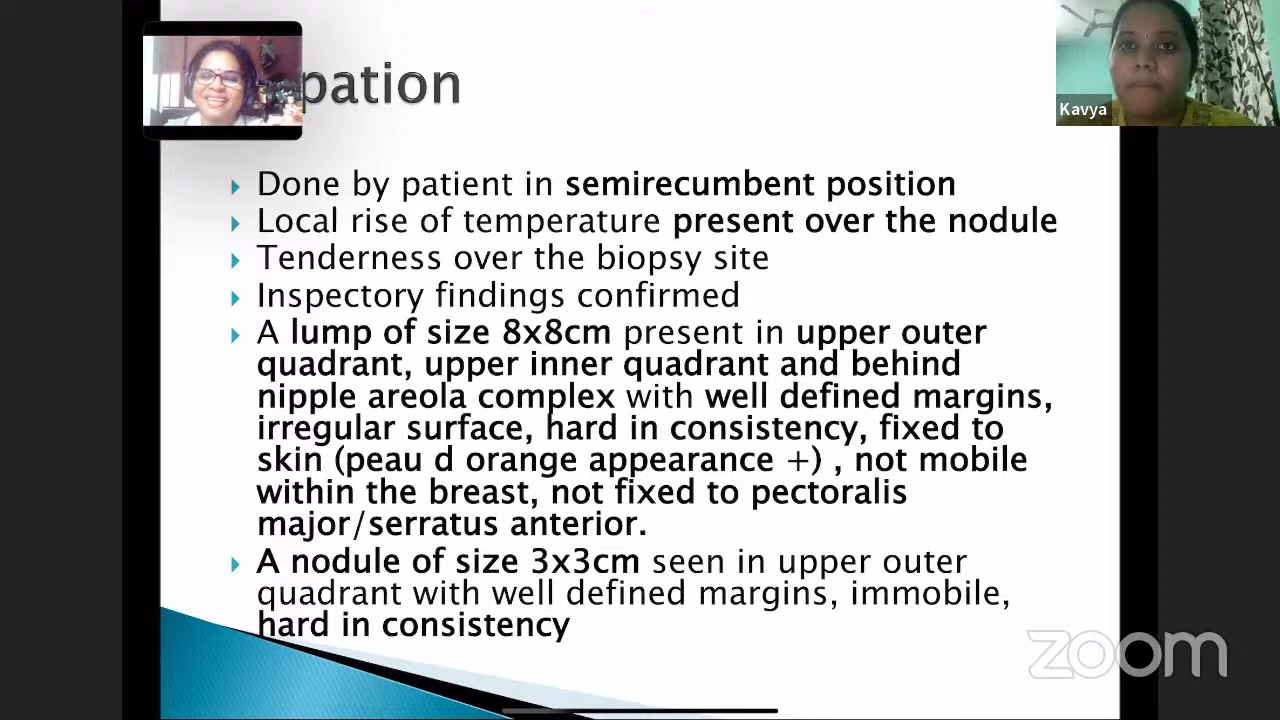 pation
Kavya
Done by patient in semirecumbent position
Local rise of temperature present over the nodule
Tenderness over the biopsy site
Inspectory findings confirmed
A lump of size 8x8cm present in upper outer
quadrant, upper inner quadrant and behind
nipple areola complex with well defined margins,
irregular surface, hard in consistency, fixed to
skin (peau d orange appearance +) , not mobile
within the breast, not fixed to pectoralis
major/serratus anterior.
A nodule of size 3x3cm seen in upper outer
quadrant with well defined margins, immobile,
hard in consistency
zoom